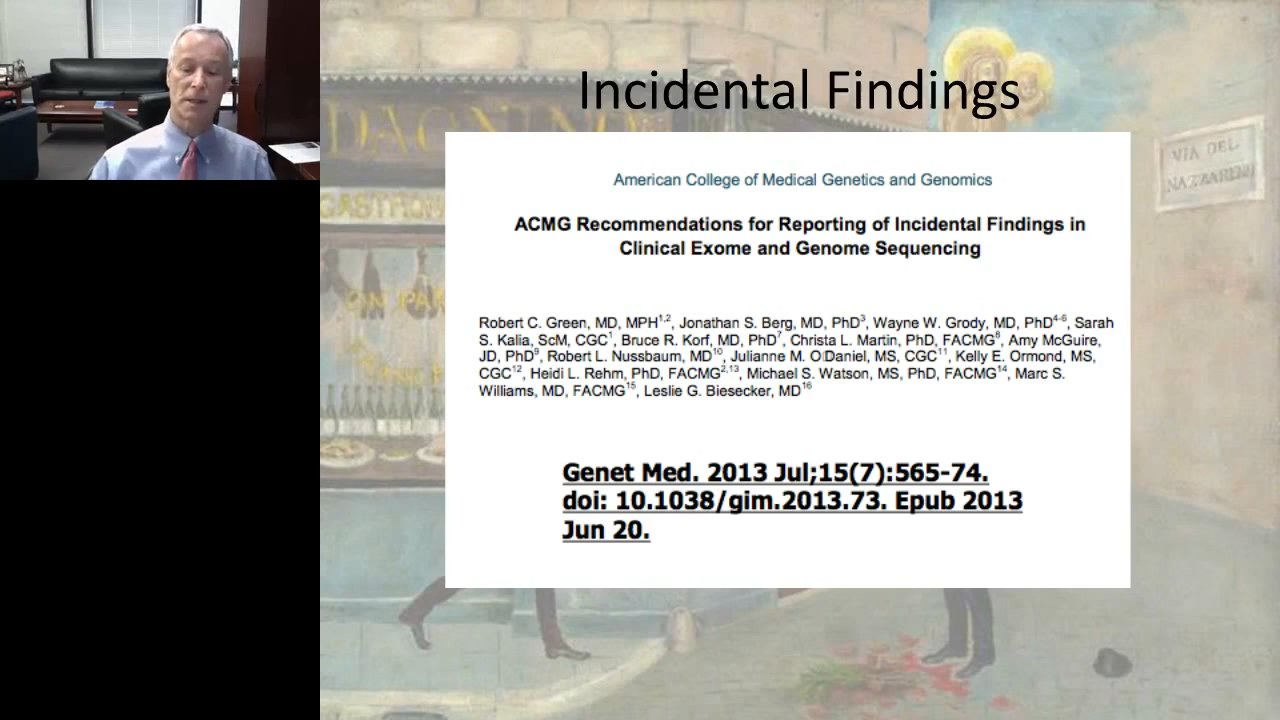 Incidental Findings
DAGNINO
GASTRON
VIA DEL
NAZZARENO
American College of Medical Genetics and Genomics
ACMG Recommendations for Reporting of Incidental Findings in
Clinical Exome and Genome Sequencing
Robert C. Green, MD, MPH1,2, Jonathan S. Berg, MD, PhD3, Wayne W. Grody, MD, PhD4-6, Sarah
S. Kalia, ScM, CGC1, Bruce R. Korf, MD, PhD7, Christa L. Martin, PhD, FACMG8, Amy McGuire,
JD, PhD9, Robert L. Nussbaum, MD10, Julianne M. O Daniel, MS, CGC11, Kelly E. Ormond, MS,
CGC12, Heidi L. Rehm, PhD, FACMG2,13, Michael S. Watson, MS, PhD, FACMG14, Marc S.
Williams, MD, FACMG15, Leslie G. Biesecker, MD16
Genet Med. 2013 Jul;15(7):565-74.
doi: 10.1038/gim.2013.73. Epub 2013
Jun 20.